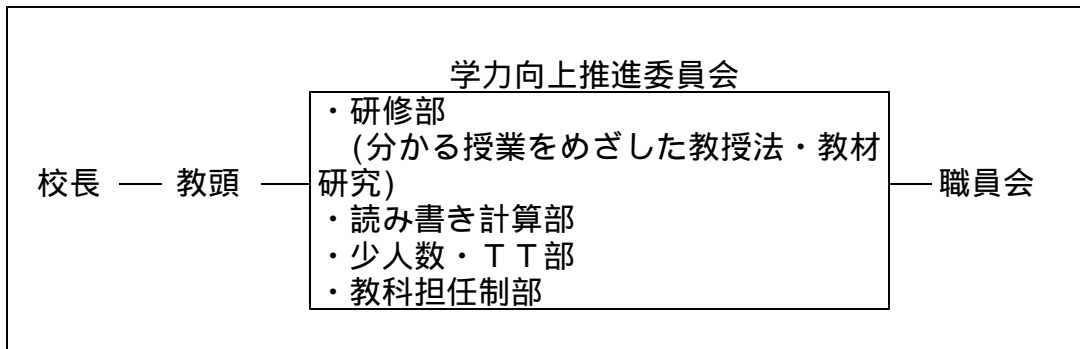 学力向上推進委員会
・研修部
(分かる授業をめざした教授法・教材
校長 教頭 研究) 職員会
・読み書き計算部
・少人数・ＴＴ部
・教科担任制部